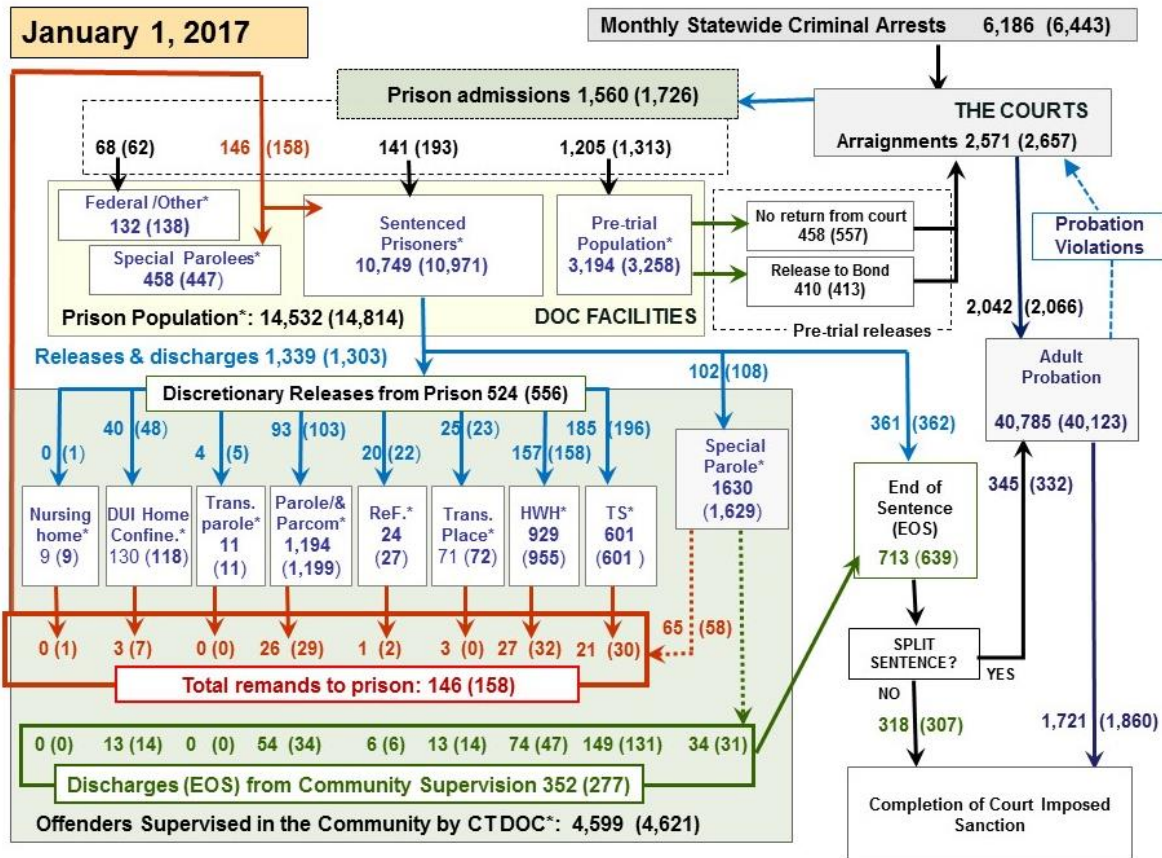 January 1, 2017
Monthly Statewide Criminal Arrests 6,186 (6,443)
Prison admissions 1,560 (1,726)
THE COURTS
Arraignments 2,571 (2,657)
68 (62)
146 (158)
141 (193)
1,205 (1,313)
Federal /Other*
132 (138)
Special Parolees*
458 (447)
Sentenced
Prisoners*
10,749 (10,971)
Pre-trial
Population*
3,194 (3,258)
No return from court
458 (557)
Release to Bond
410 (413)
Pre-trial releases
Probation
Violations
Prison Population*: 14,532 (14,814)
DOC FACILITIES
2,042 (2,066)
Releases & discharges 1,339 (1,303)
Discretionary Releases from Prison 524 (556)
102 (108)
361 (362)
Adult
Probation
40,785 (40,123)
0 (1)
40 (48)
4 (5)
93 (103)
20 (22)
25 (23)
157 (158)
185 (196)
Nursing
home*
9 (9)
DUI Home
Confine.*
130 (118)
Trans.
parole*
11
(11)
Parole/&
Parcom*
1,194
(1,199)
ReF.*
24
(27)
Trans.
Place*
71 (72)
HWH*
929
(955)
TS*
601
(601 )
Special
Parole*
1630
(1,629)
End of
Sentence
(EOS)
713 (639)
345 (332)
0 (1) 3 (7) 0 (0) 26 (29) 1 (2) 3 (0) 27 (32) 21 (30)
65 (58)
Total remands to prison: 146 (158)
SPLIT
SENTENCE?
YES
NO
318 (307)
1,721 (1,860)
0 (0) 13 (14) 0 (0) 54 (34) 6 (6) 13 (14) 74 (47) 149 (131) 34 (31)
Discharges (EOS) from Community Supervision 352 (277)
Offenders Supervised in the Community by CTDOC*: 4,599 (4,621)
Completion of Court Imposed
Sanction